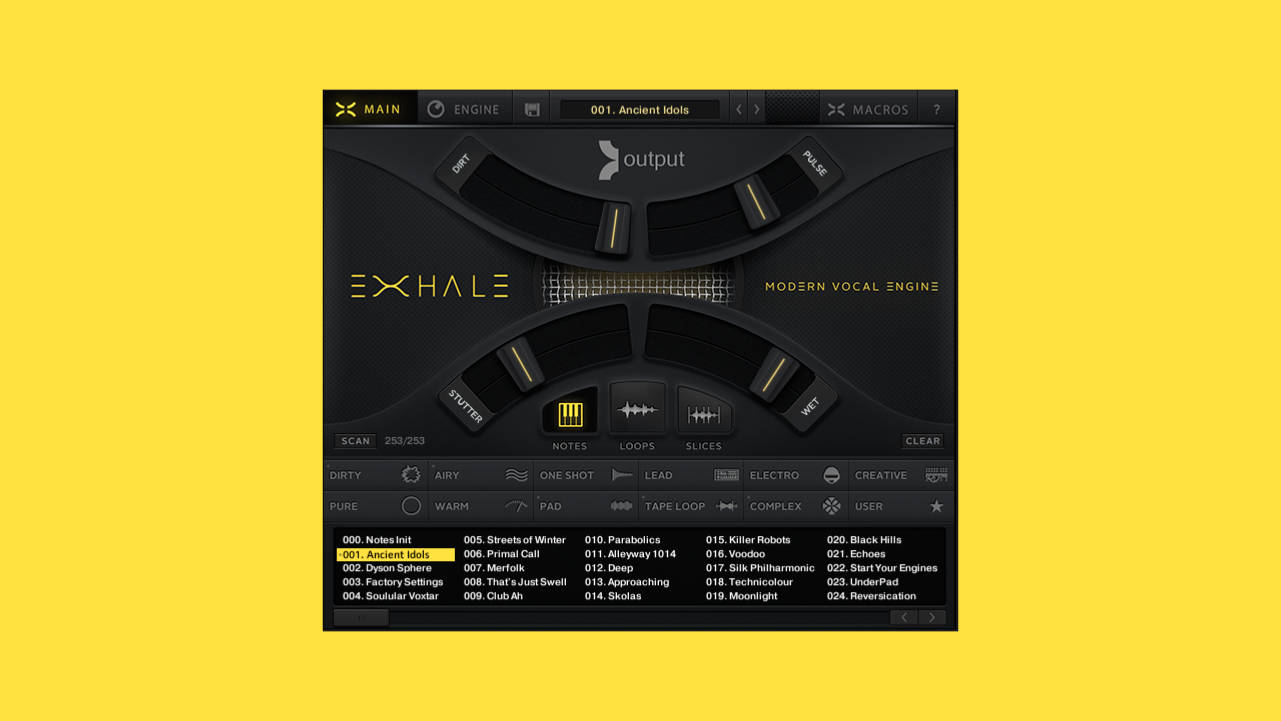 MAIN ENGINE 001. Ancient Idols < > MACROS ?
output
DIRT
PULSE
EXHALE
MODERN VOCAL ENGINE
STUTTER
WET
NOTES LOOPS SLICES
SCAN 253/253 CLEAR
DIRTY AIRY ONE SHOT LEAD ELECTRO CREATIVE
PURE WARM PAD TAPE LOOP COMPLEX USER
000. Notes Init 005. Streets of Winter 010. Parabolics 015. Killer Robots 020. Black Hills
001. Ancient Idols 006. Primal Call 011. Alleyway 1014 016. Voodoo 021. Echoes
002. Dyson Sphere 007. Merfolk 012. Deep 017. Silk Philharmonic 022. Start Your Engines
003. Factory Settings 008. That's Just Swell 013. Approaching 018. Technicolour 023. UnderPad
004. Soulular Voxtar 009. Club Ah 014. Skolas 019. Moonlight 024. Reversication